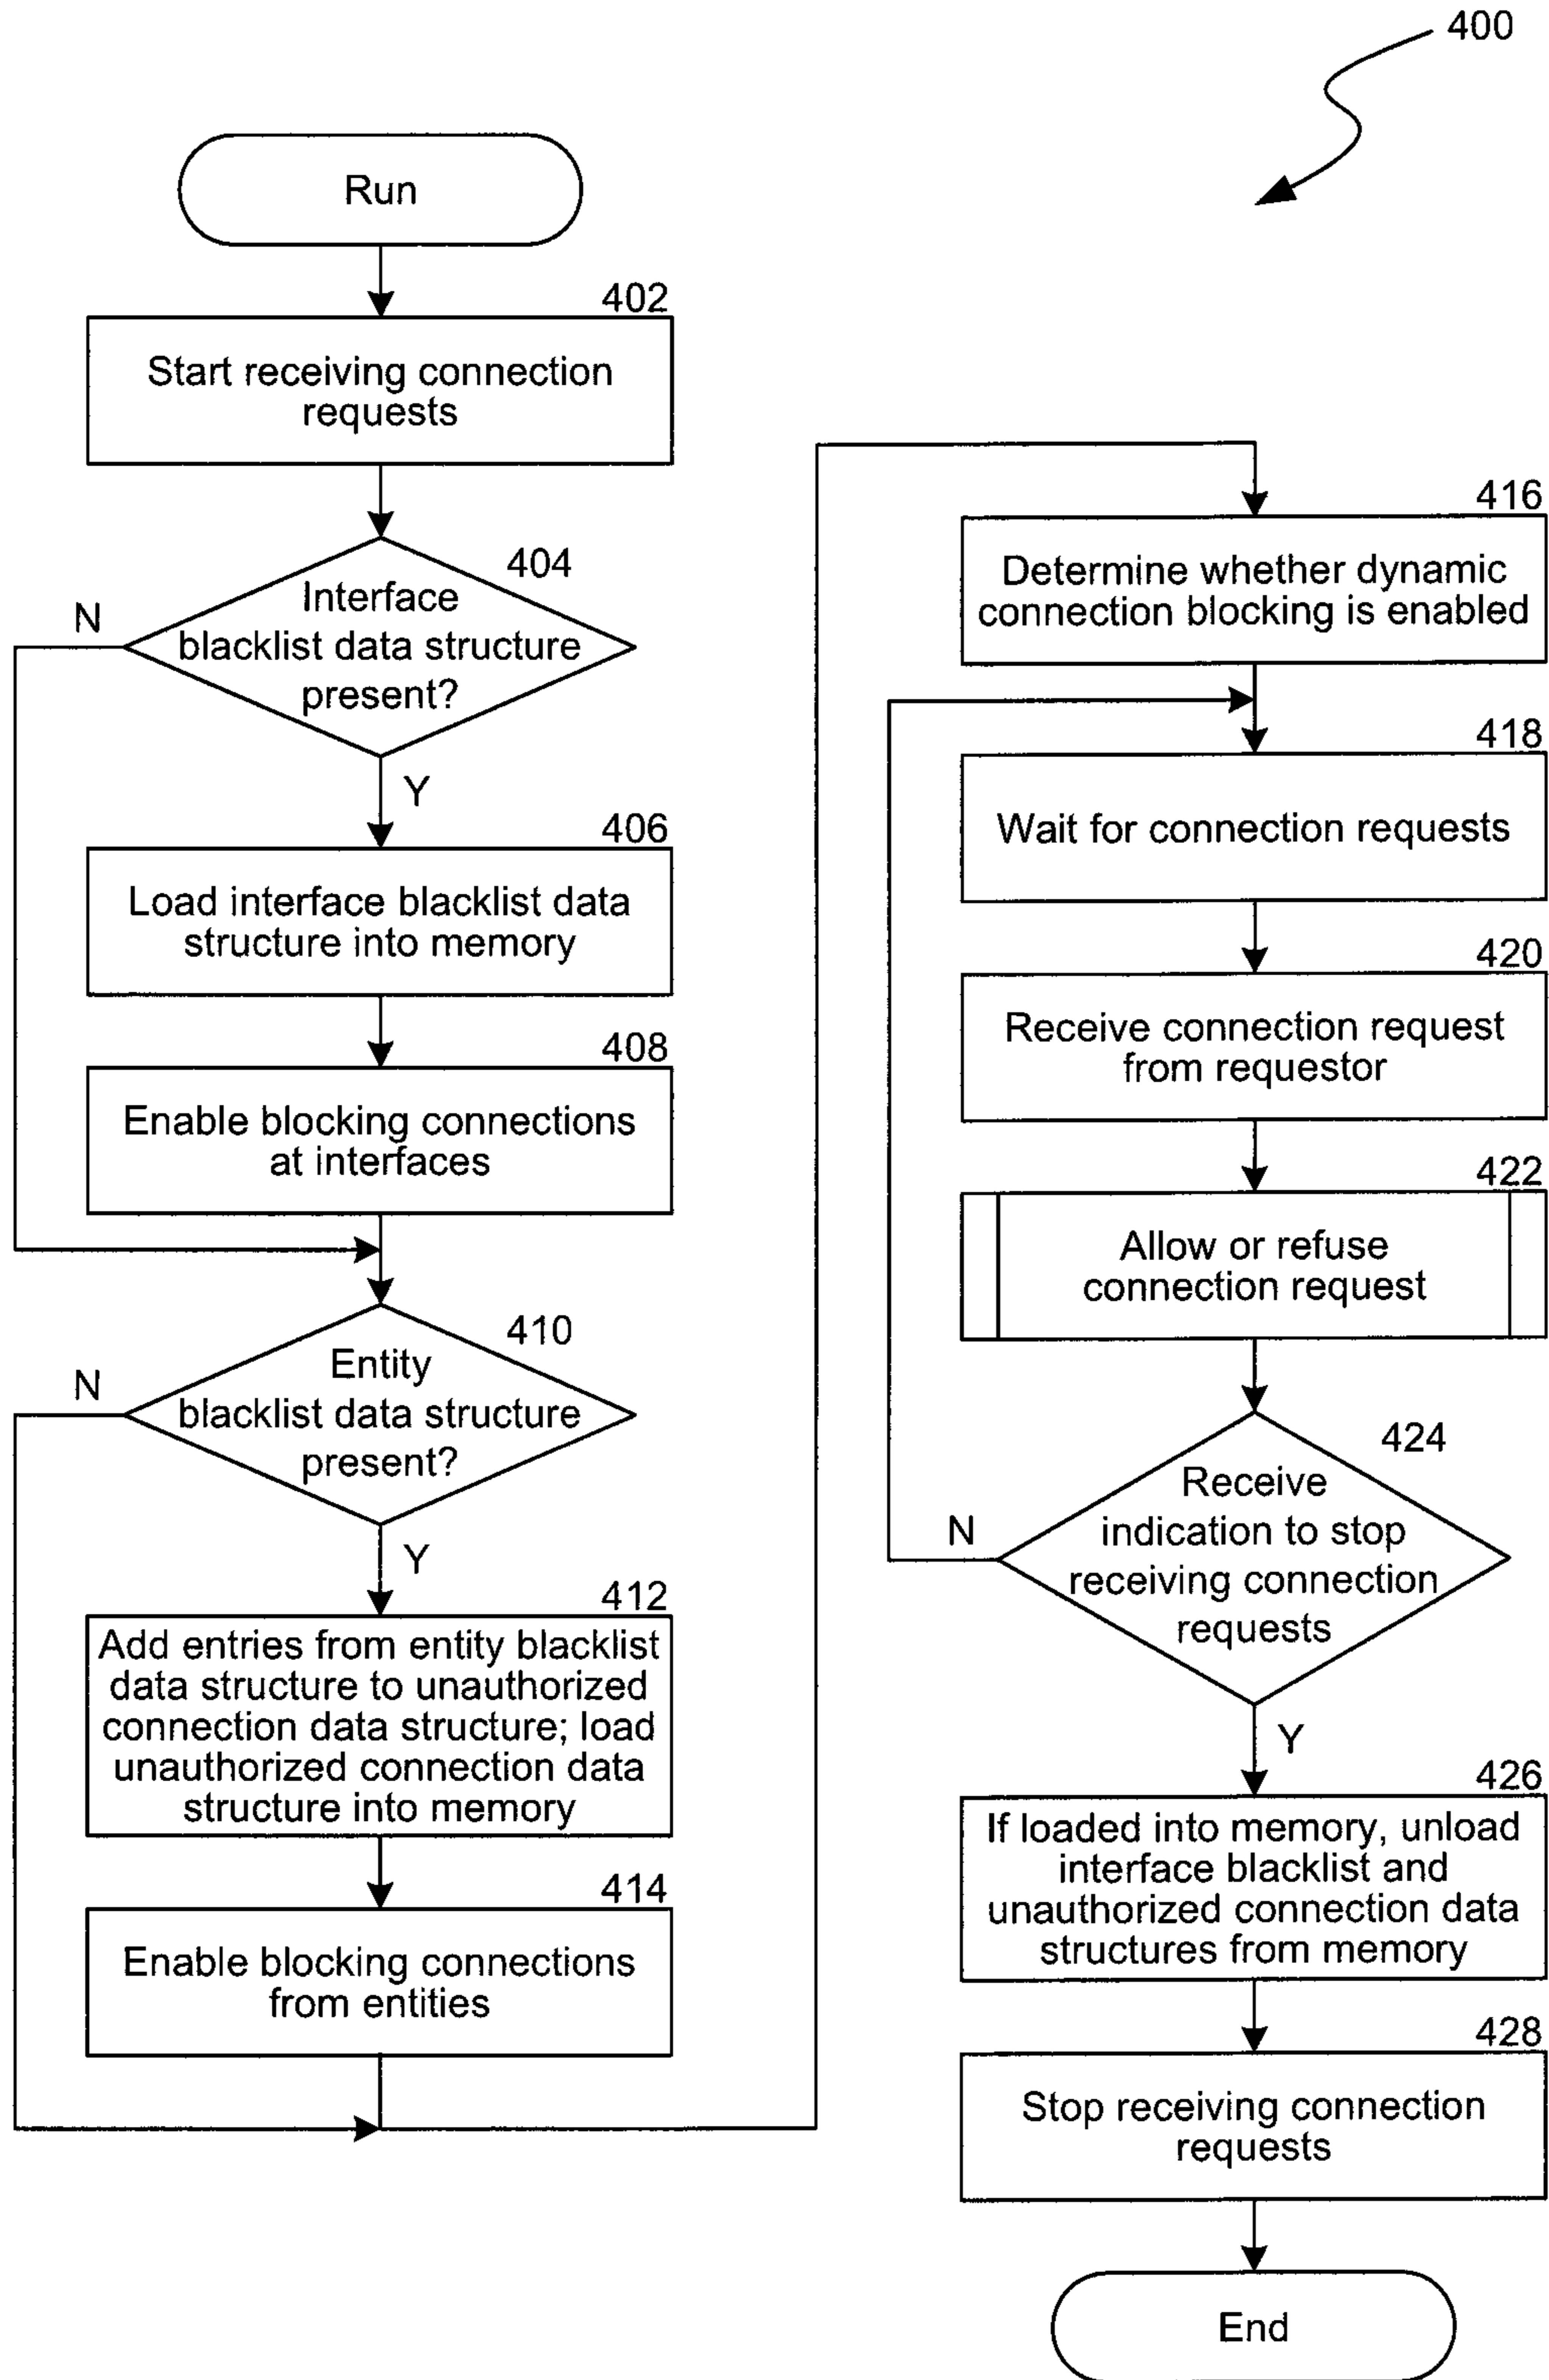 400
Run
402
Start receiving connection
requests
404
Interface
blacklist data structure
present?
N
Y
406
Load interface blacklist data
structure into memory
408
Enable blocking connections
at interfaces
410
Entity
blacklist data structure
present?
N
Y
412
Add entries from entity blacklist
data structure to unauthorized
connection data structure; load
unauthorized connection data
structure into memory
414
Enable blocking connections
from entities
416
Determine whether dynamic
connection blocking is enabled
418
Wait for connection requests
420
Receive connection request
from requestor
422
Allow or refuse
connection request
424
Receive
indication to stop
receiving connection
requests
N
Y
426
If loaded into memory, unload
interface blacklist and
unauthorized connection data
structures from memory
428
Stop receiving connection
requests
End